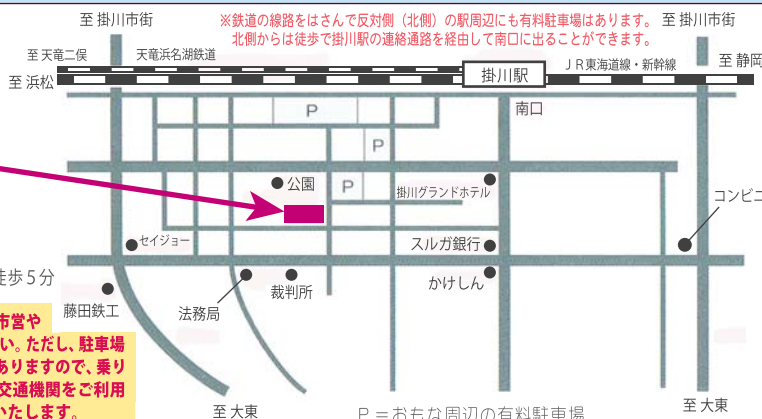 至 掛川市街
※鉄道の線路をはさんで反対側（北側）の駅周辺にも有料駐車場はあります。
北側からは徒歩で掛川駅の連絡通路を経由して南口に出ることができます。
至 掛川市街
至 天竜二俣
天竜浜名湖鉄道
至 浜松
掛川駅
ＪＲ東海道線・新幹線
至 静岡
南口
P
P
P
公園
掛川グランドホテル
コンビニ
セイジョー
スルガ銀行
徒歩５分
かけしん
藤田鉄工
法務局
裁判所
市営や
い。ただし、駐車場
ありますので、乗り
交通機関をご利用
いたします。
至 大東
P＝おもな周辺の有料駐車場
至 大東